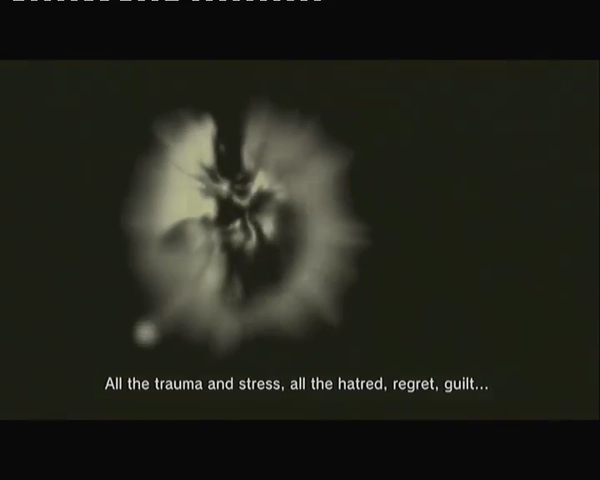 All the trauma and stress, all the hatred, regret, guilt...